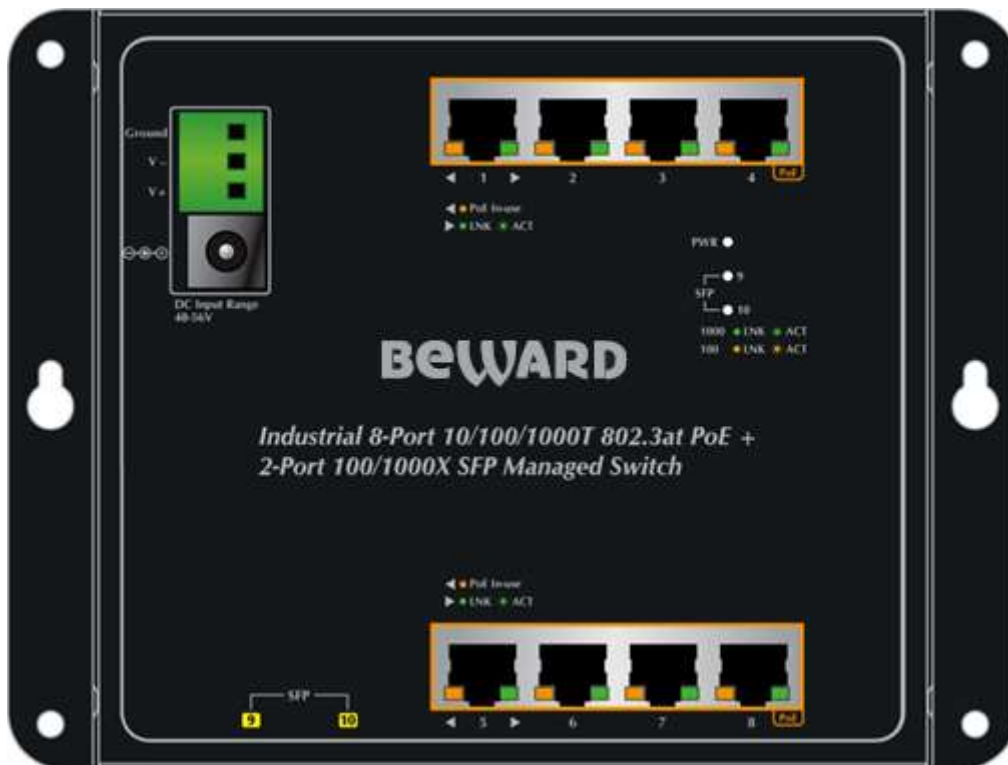 Ground
V –
V +
DC Input Range
48-56V
1 2 3 4 PoE
PoE In-use
LNK ACT
PWR
9
SFP
10
1000 LNK ACT
100 LNK ACT
BEWARD
Industrial 8-Port 10/100/1000T 802.3at PoE +
2-Port 100/1000X SFP Managed Switch
PoE In-use
LNK ACT
SFP
9 10
5 6 7 8 PoE